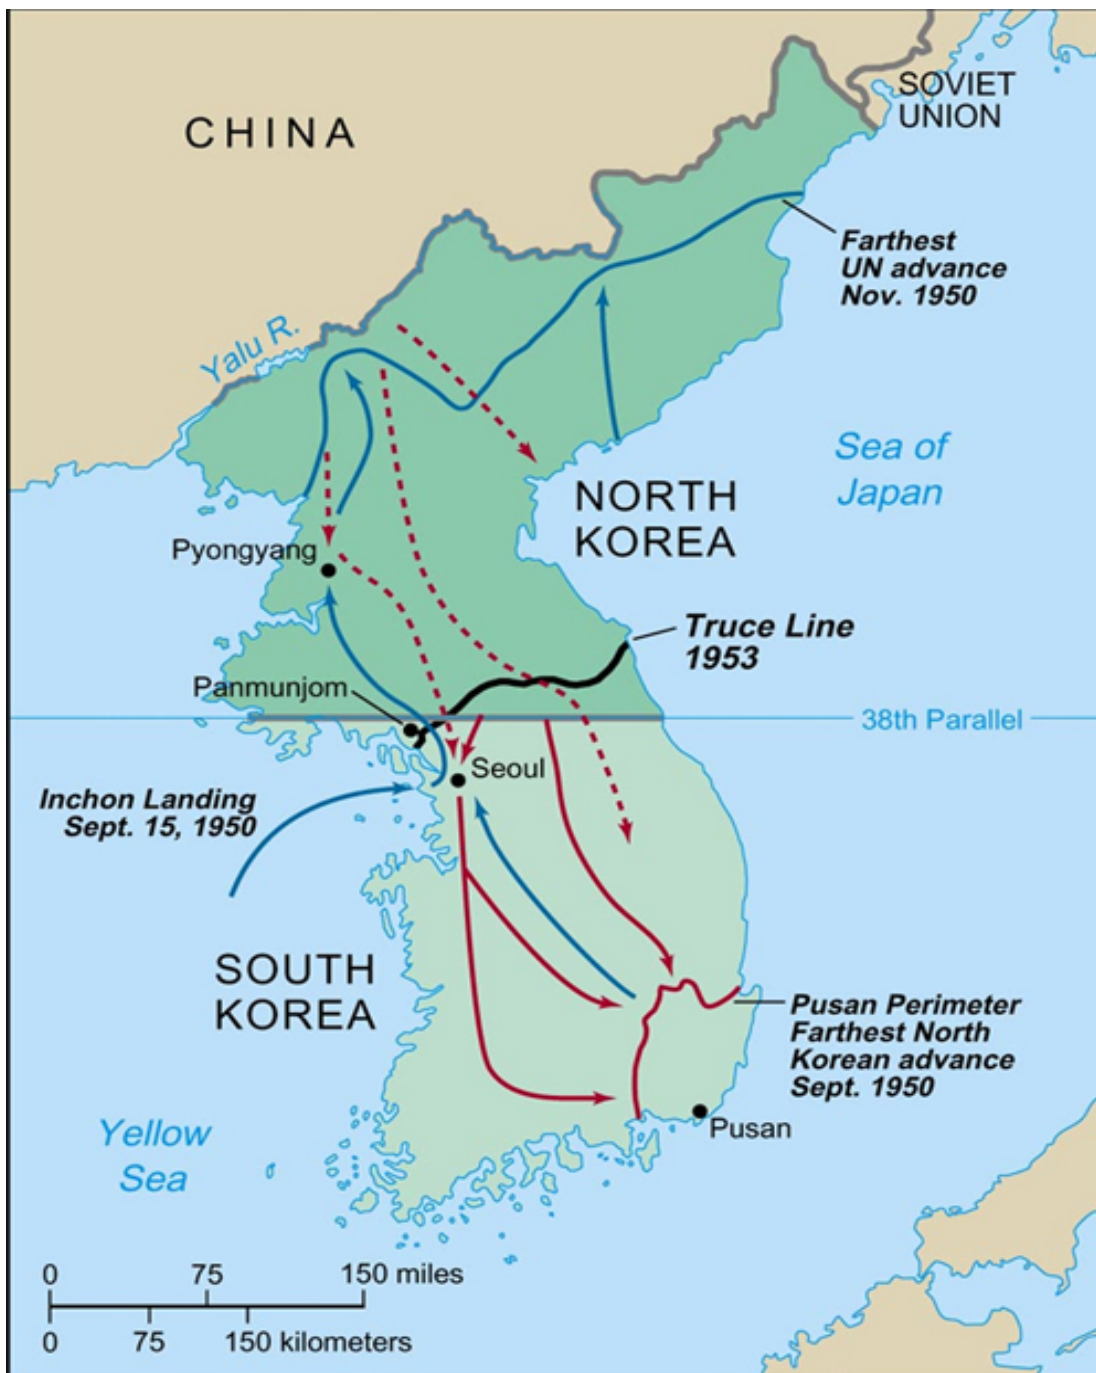 CHINA
SOVIET
UNION
Farthest
UN advance
Nov. 1950
Yalu R.
Sea of
Japan
NORTH
KOREA
Pyongyang
Truce Line
1953
Panmunjom
38th Parallel
Seoul
Inchon Landing
Sept. 15, 1950
SOUTH
KOREA
Pusan Perimeter
Farthest North
Korean advance
Sept. 1950
Pusan
Yellow
Sea
0 75 150 miles
0 75 150 kilometers